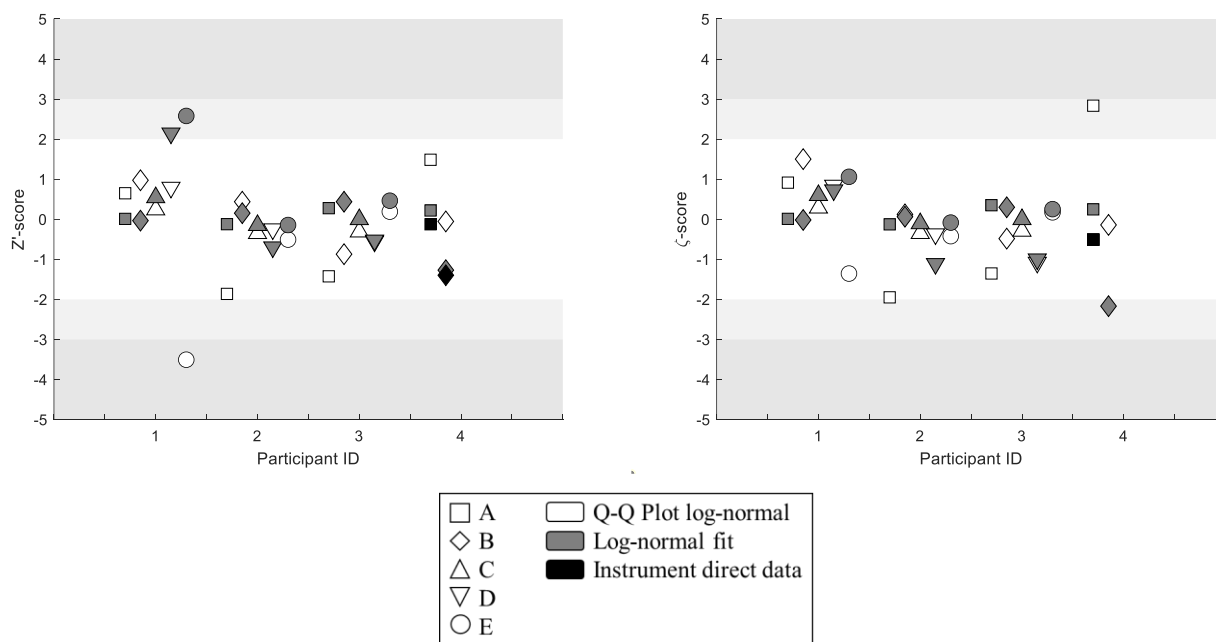 5
4
3
2
1
0
-1
-2
-3
-4
-5
Z'-score
1 2 3 4
Participant ID
5
4
3
2
1
0
-1
-2
-3
-4
-5
ζ-score
1 2 3 4
Participant ID
A Q-Q Plot log-normal
B Log-normal fit
C Instrument direct data
D
E